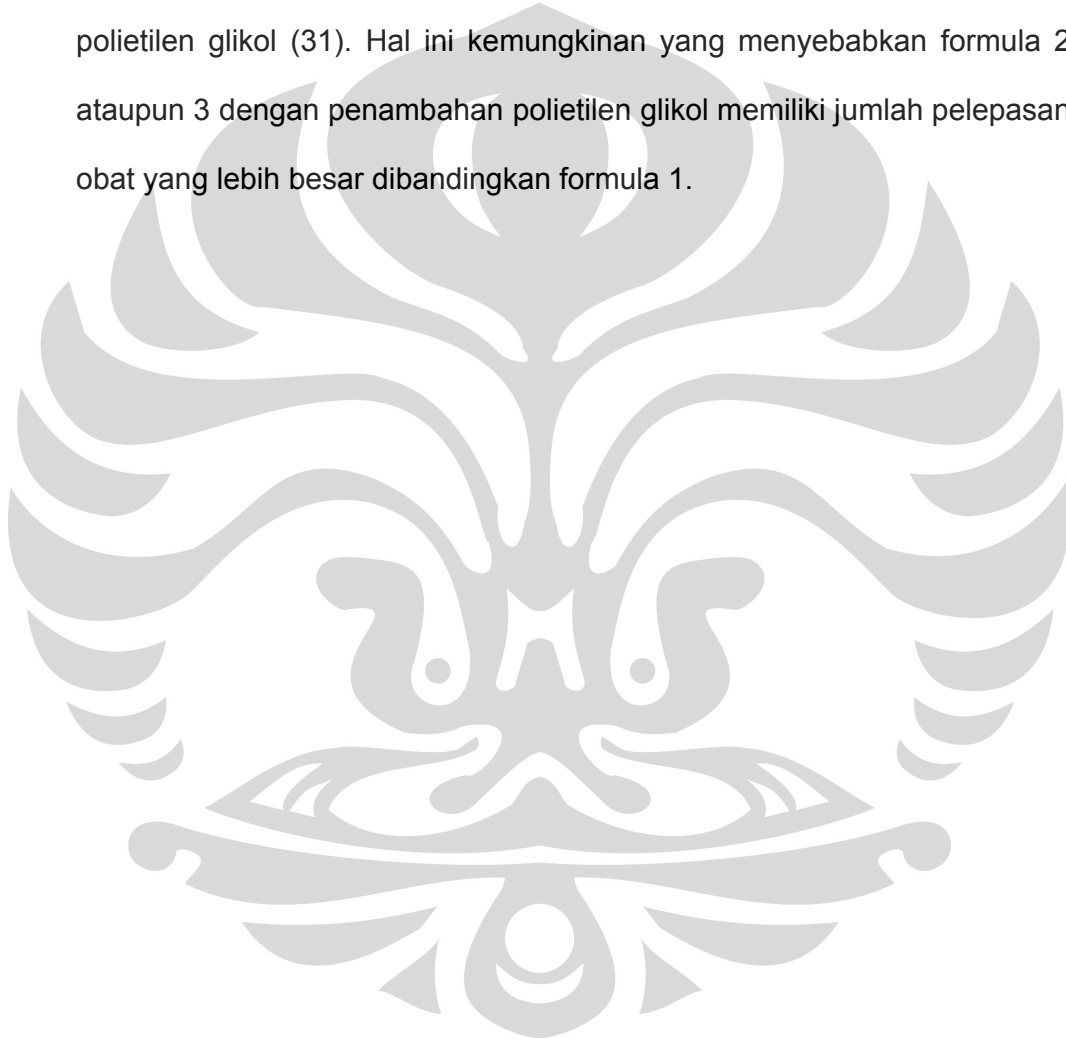 polietilen glikol (31). Hal ini kemungkinan yang menyebabkan formula 2
ataupun 3 dengan penambahan polietilen glikol memiliki jumlah pelepasan
obat yang lebih besar dibandingkan formula 1.